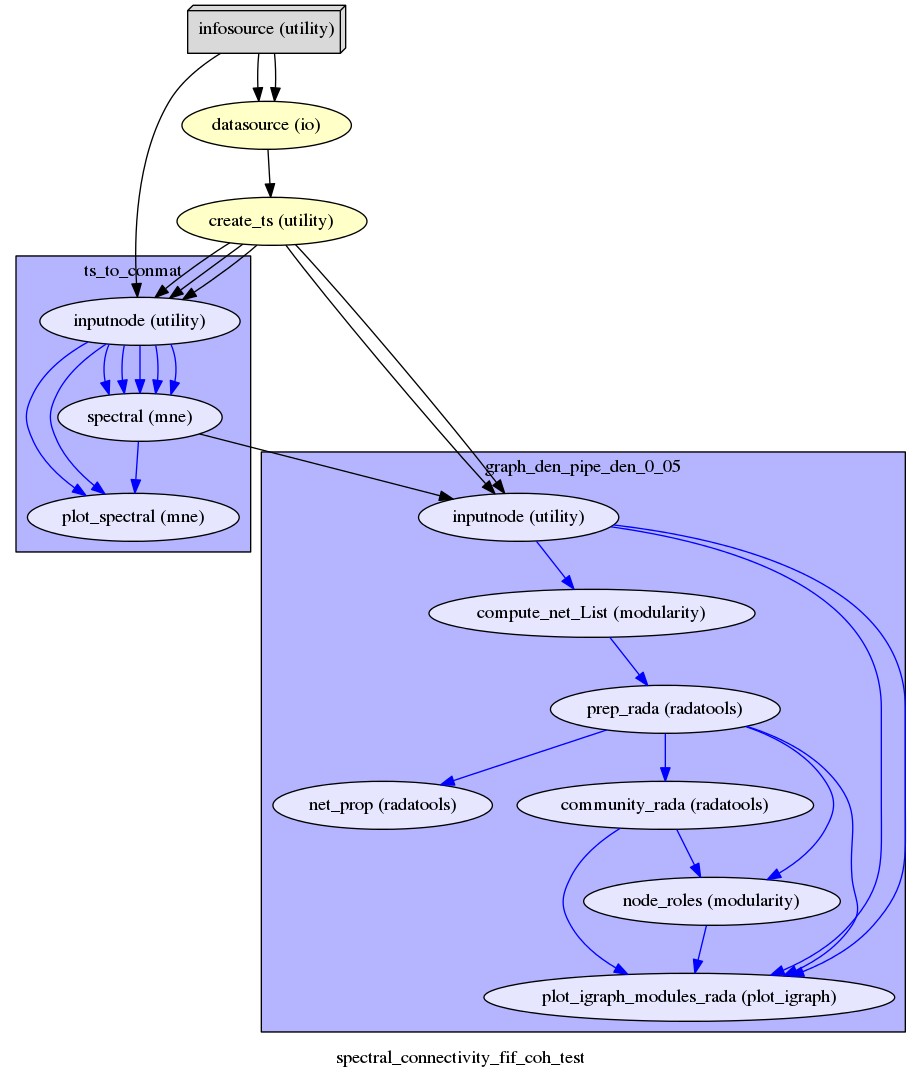 infosource (utility)
datasource (io)
create_ts (utility)
ts_to_conmat
inputnode (utility)
spectral (mne)
plot_spectral (mne)
graph_den_pipe_den_0_05
inputnode (utility)
compute_net_List (modularity)
prep_rada (radatools)
net_prop (radatools)
community_rada (radatools)
node_roles (modularity)
plot_igraph_modules_rada (plot_igraph)
spectral_connectivity_fif_coh_test